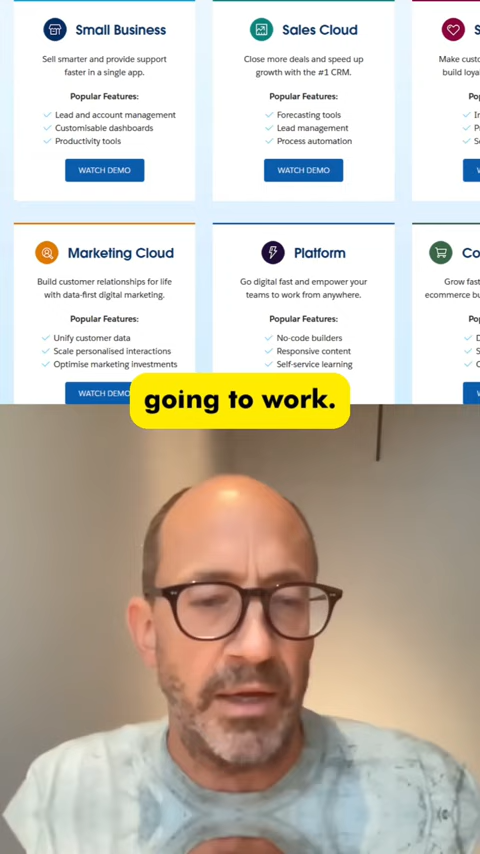 Small Business
Sell smarter and provide support
faster in a single app.
Popular Features:
Lead and account management
Customisable dashboards
Productivity tools
WATCH DEMO
Sales Cloud
Close more deals and speed up
growth with the #1 CRM.
Popular Features:
Forecasting tools
Lead management
Process automation
WATCH DEMO
Marketing Cloud
Build customer relationships for life
with data-first digital marketing.
Popular Features:
Unify customer data
Scale personalised interactions
Optimise marketing investments
WATCH DEMO
Platform
Go digital fast and empower your
teams to work from anywhere.
Popular Features:
No-code builders
Responsive content
Self-service learning
going to work.